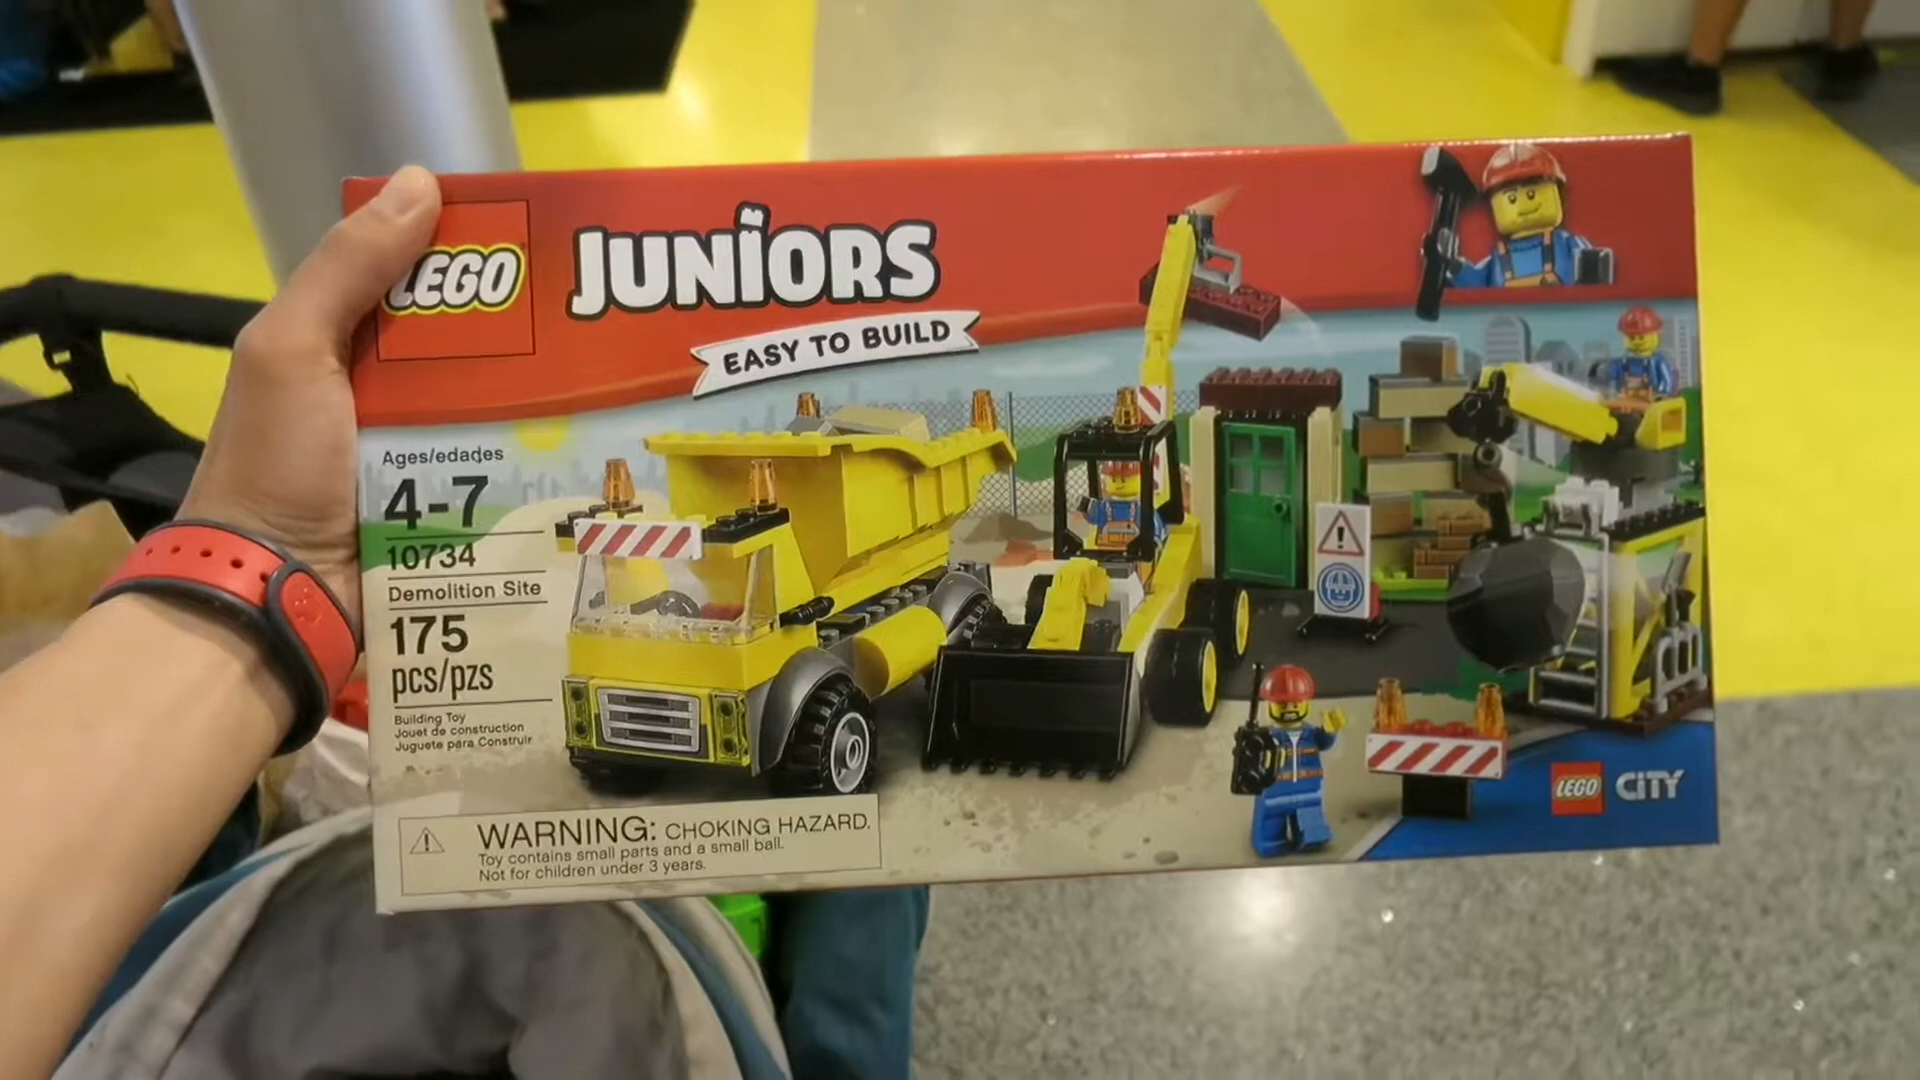 LEGO
JUNIORS
EASY TO BUILD
Ages/edades
4-7
10734
Demolition Site
175
pcs/pzs
Building Toy
Jouet de construction
Juguete para Construir
WARNING: CHOKING HAZARD.
Toy contains small parts and a small ball.
Not for children under 3 years.
LEGO CITY